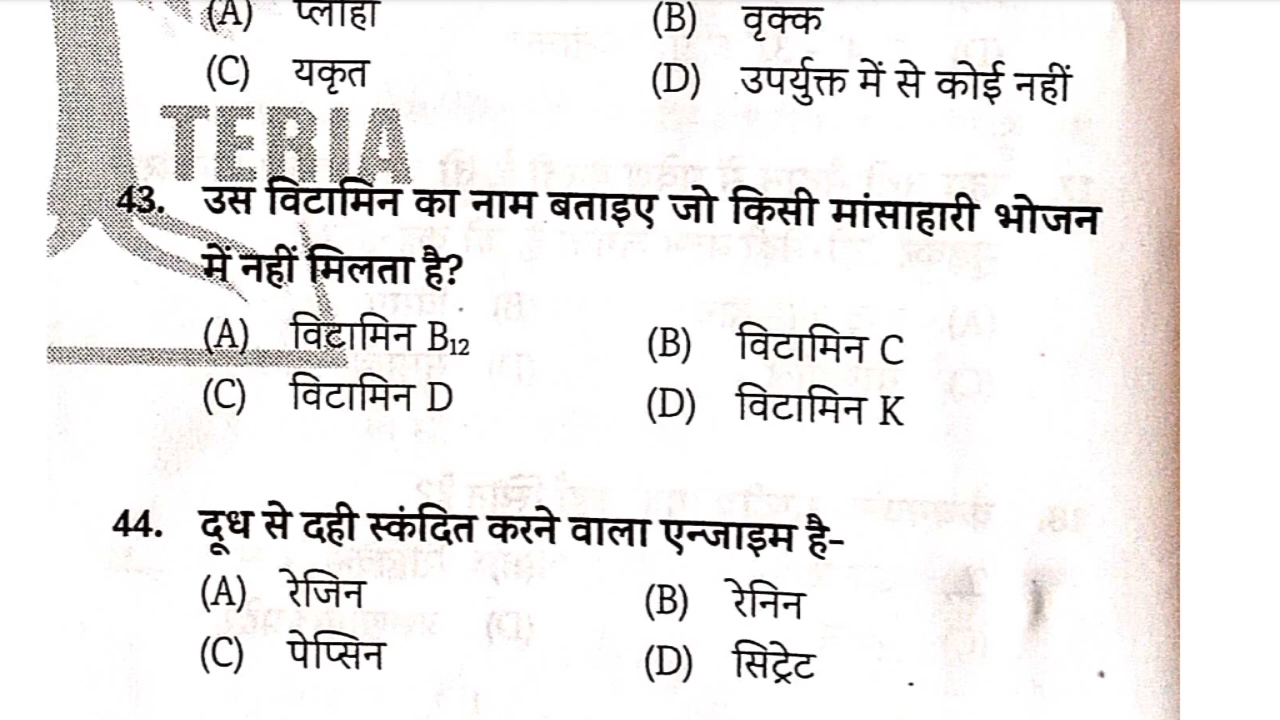 (A) प्लीहा (B) वृक्क
(C) यकृत (D) उपर्युक्त में से कोई नहीं
TERIA
43. उस विटामिन का नाम बताइए जो किसी मांसाहारी भोजन
में नहीं मिलता है?
(A) विटामिन B₁₂ (B) विटामिन C
(C) विटामिन D (D) विटामिन K
44. दूध से दही स्कंदित करने वाला एन्जाइम है-
(A) रेजिन (B) रेनिन
(C) पेप्सिन (D) सिट्रेट